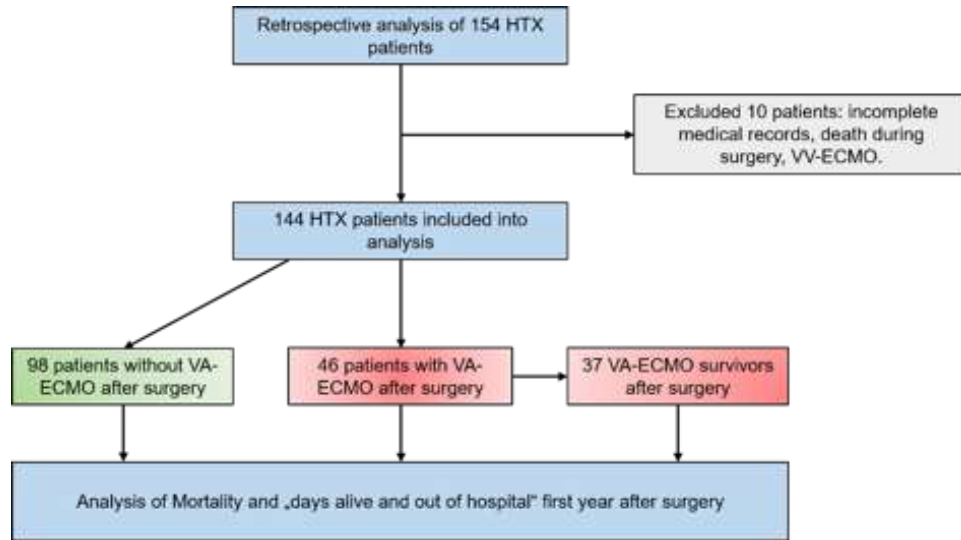 Retrospective analysis of 154 HTX
patients
Excluded 10 patients: incomplete
medical records, death during
surgery, VV-ECMO.
144 HTX patients included into
analysis
98 patients without VA-
ECMO after surgery
46 patients with VA-
ECMO after surgery
37 VA-ECMO survivors
after surgery
Analysis of Mortality and „days alive and out of hospital“ first year after surgery